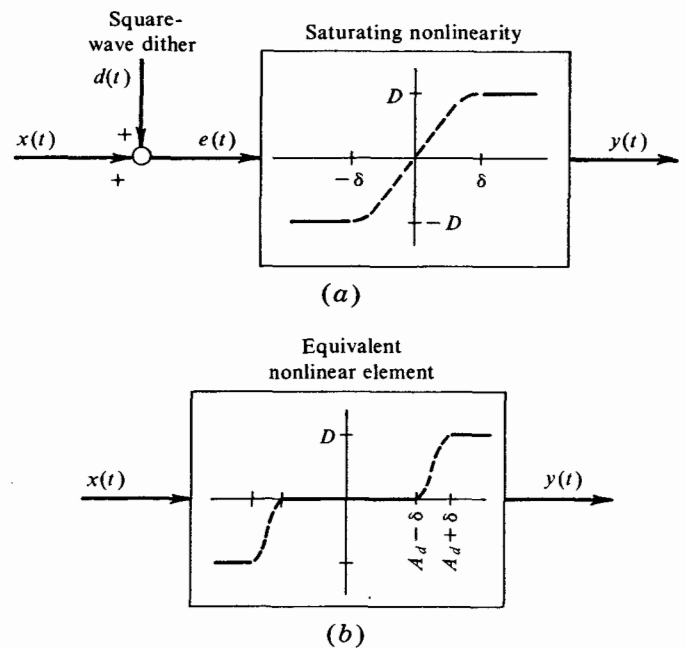 Square-
wave dither
Saturating nonlinearity
d(t)
D
x(t)
+
e(t)
y(t)
+
−δ
δ
−D
(a)
Equivalent
nonlinear element
D
x(t)
y(t)
A_d − δ
A_d + δ
(b)